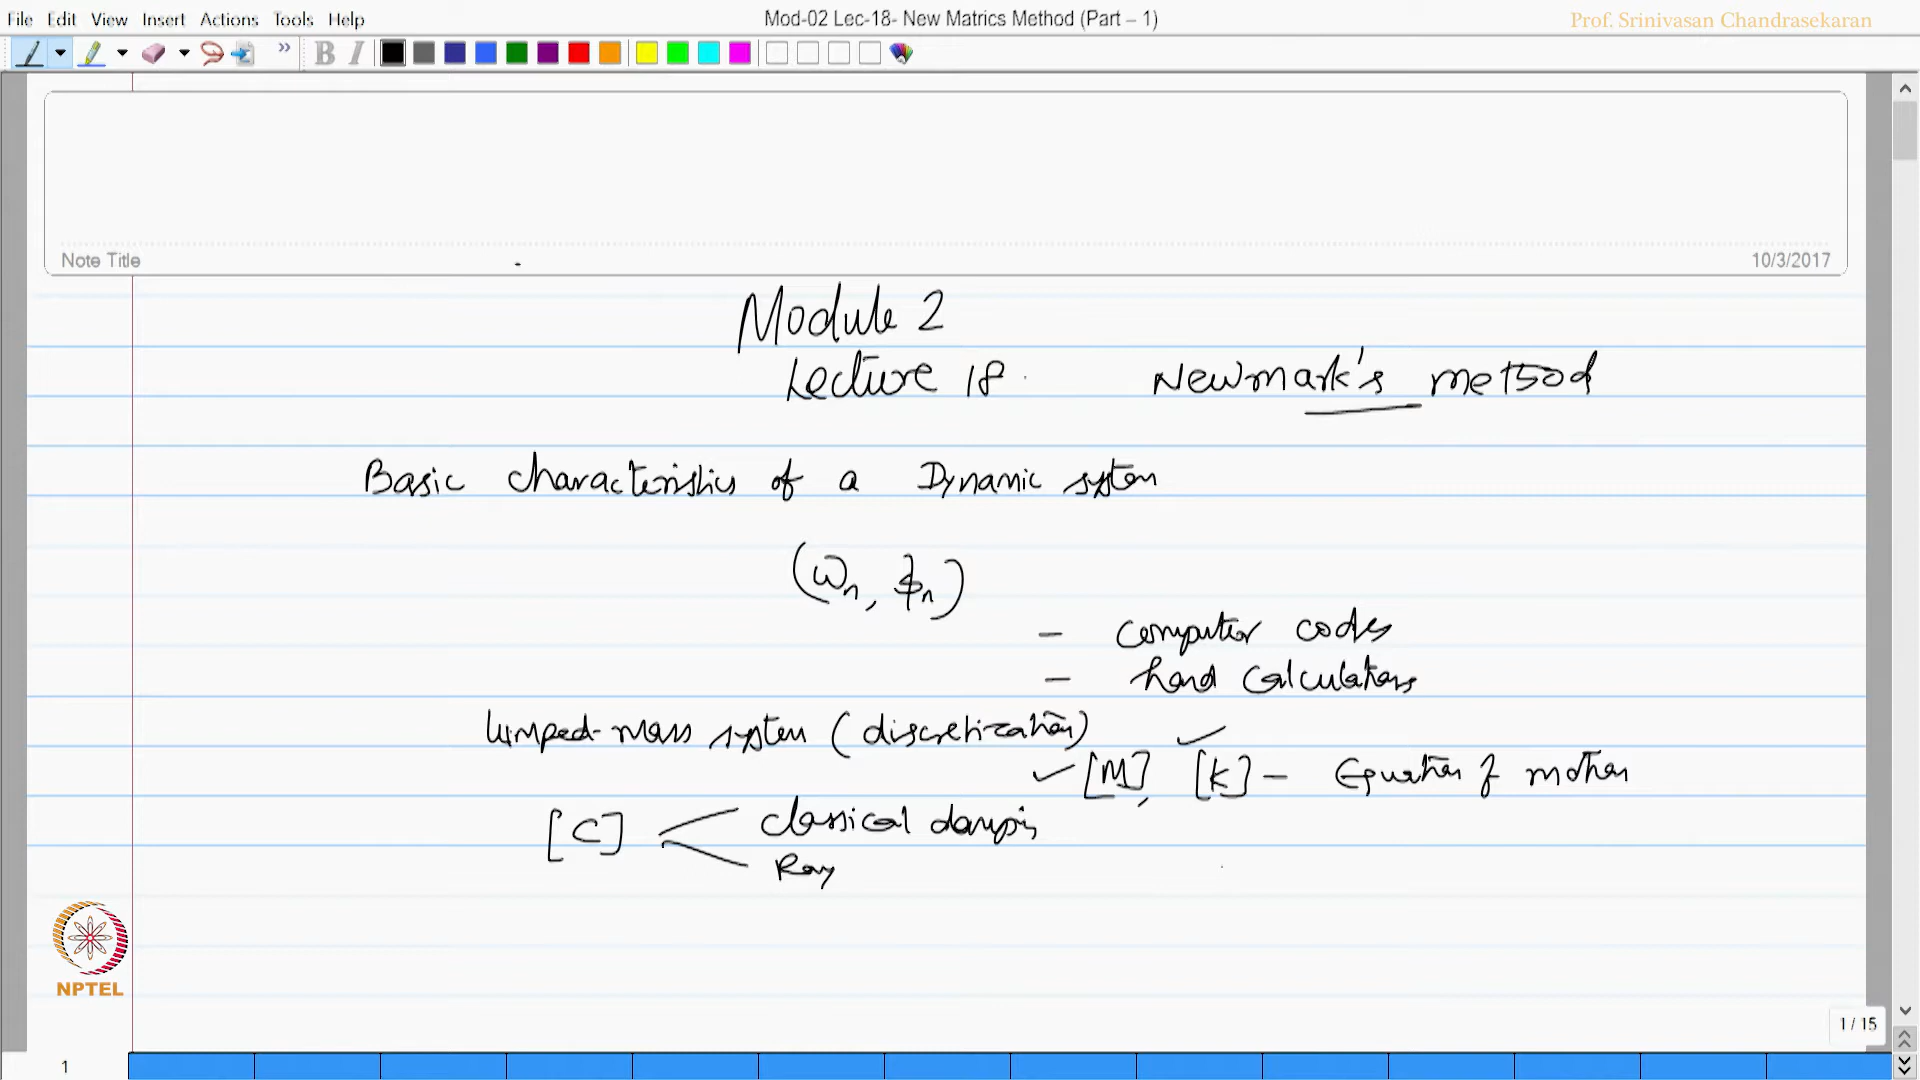 File Edit View Insert Actions Tools Help
Mod-02 Lec-18- New Matrics Method (Part – 1)
Prof. Srinivasan Chandrasekaran
B I
Note Title
10/3/2017
Module 2
Lecture 18 Newmark's method
Basic characteristics of a Dynamic system
(ωn, ϕn)
- computer codes
- hand calculations
lumped-mass system (discretization)
✓ [M], [K] ✓ - Equation of motion
[C] classical damping
Ray
NPTEL
1 / 15
1